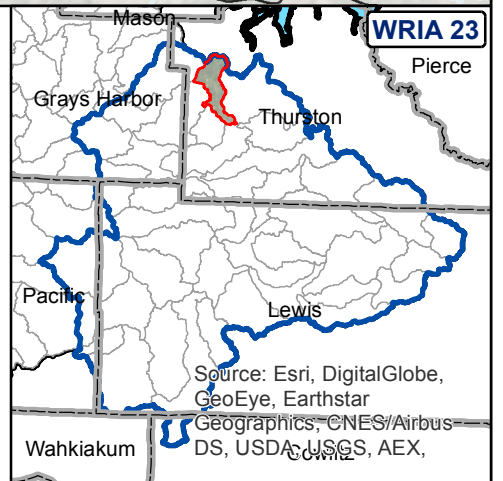 Mason
WRIA 23
Pierce
Grays Harbor
Thurston
Pacific
Lewis
Source: Esri, DigitalGlobe,
GeoEye, Earthstar
Geographics, CNES/Airbus
DS, USDA, USGS, AEX,
Wahkiakum
Cowlitz